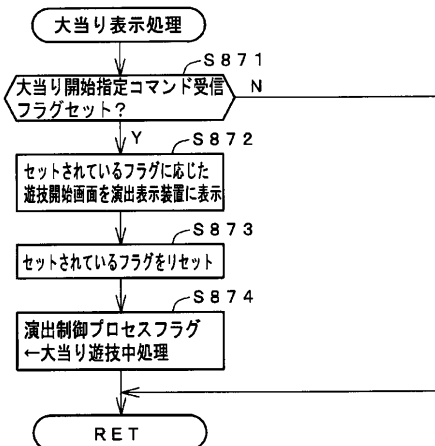 大当り表示処理
S871
大当り開始指定コマンド受信
フラグセット？
N
Y
S872
セットされているフラグに応じた
遊技開始画面を演出表示装置に表示
S873
セットされているフラグをリセット
S874
演出制御プロセスフラグ
←大当り遊技中処理
RET